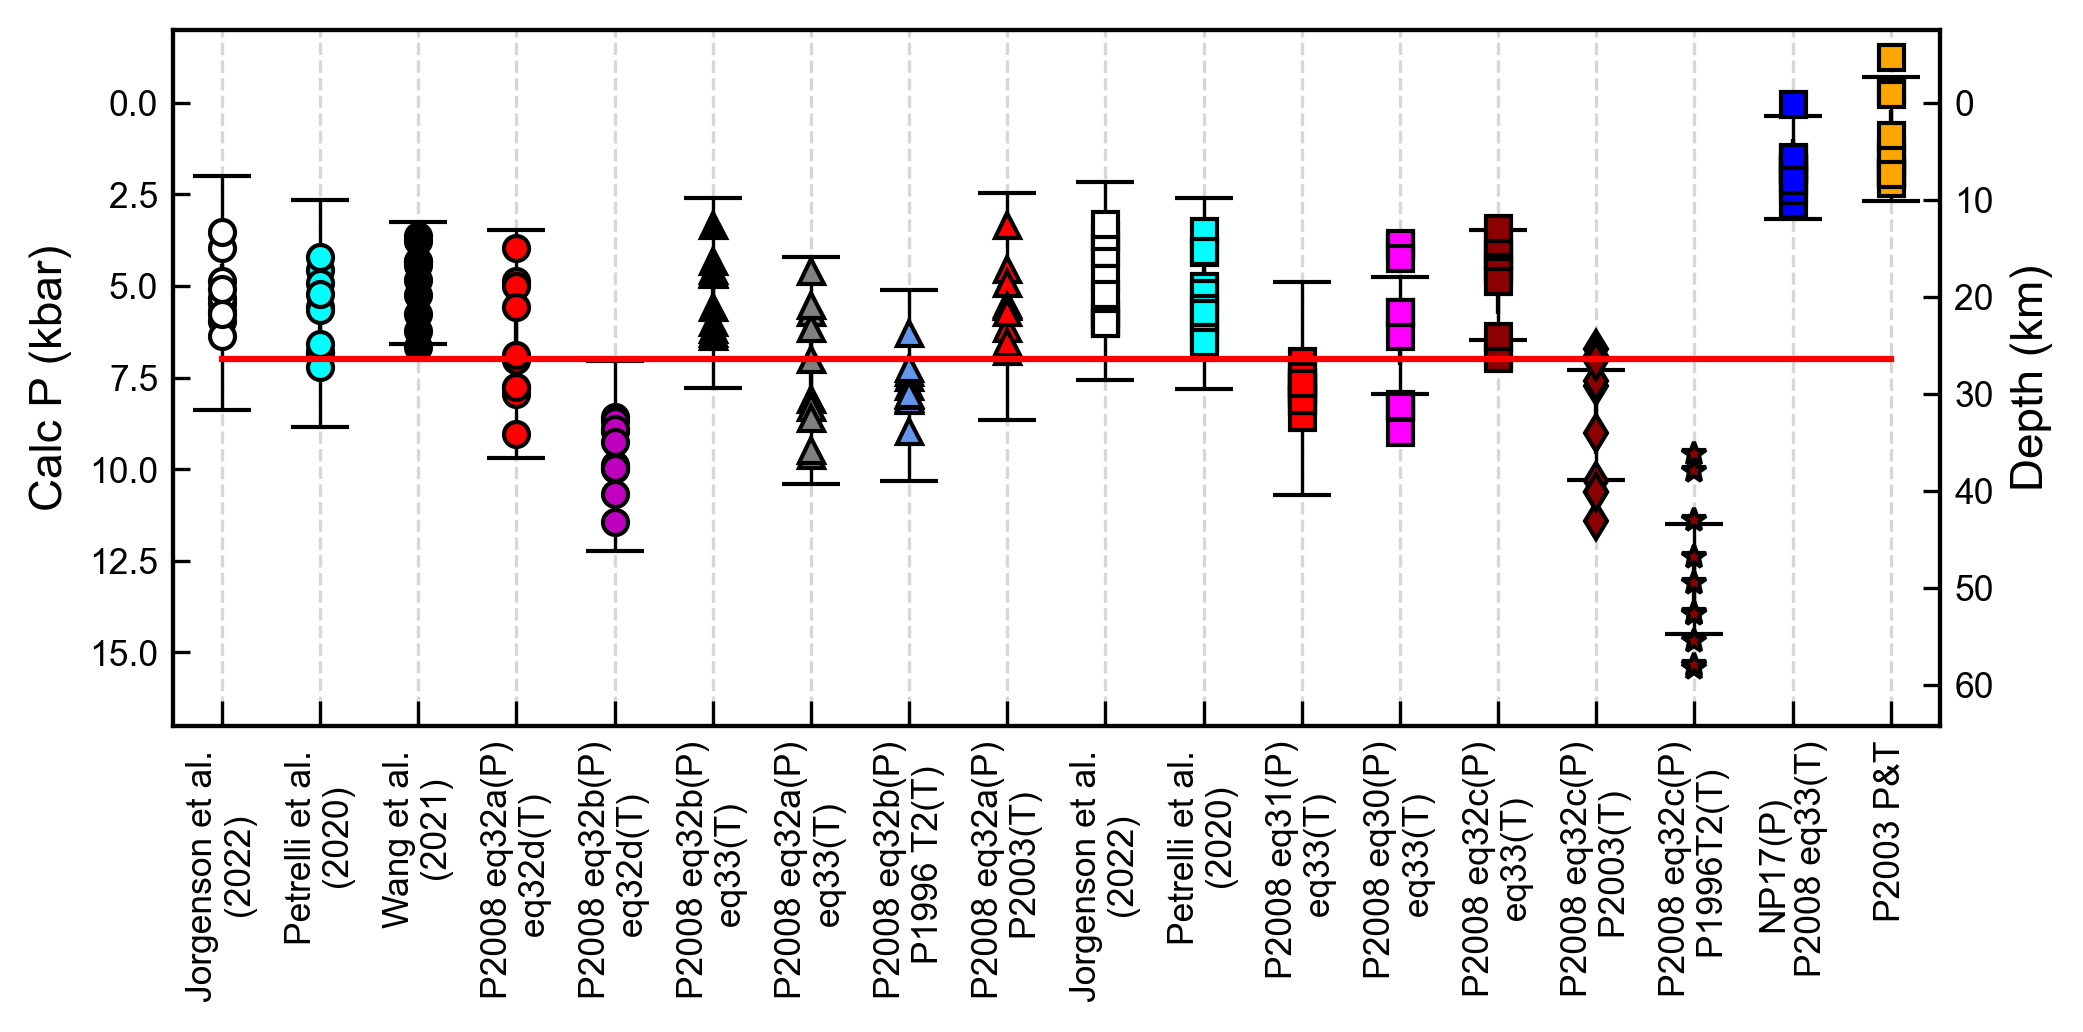 Calc P (kbar)
0.0
2.5
5.0
7.5
10.0
12.5
15.0
Depth (km)
0
10
20
30
40
50
60
Jorgenson et al.
(2022)
Petrelli et al.
(2020)
Wang et al.
(2021)
P2008 eq32a(P)
eq32d(T)
P2008 eq32b(P)
eq32d(T)
P2008 eq32b(P)
eq33(T)
P2008 eq32a(P)
eq33(T)
P2008 eq32b(P)
P1996 T2(T)
P2008 eq32a(P)
P2003(T)
Jorgenson et al.
(2022)
Petrelli et al.
(2020)
P2008 eq31(P)
eq33(T)
P2008 eq30(P)
eq33(T)
P2008 eq32c(P)
eq33(T)
P2008 eq32c(P)
P2003(T)
P2008 eq32c(P)
P1996T2(T)
NP17(P)
P2008 eq33(T)
P2003 P&T